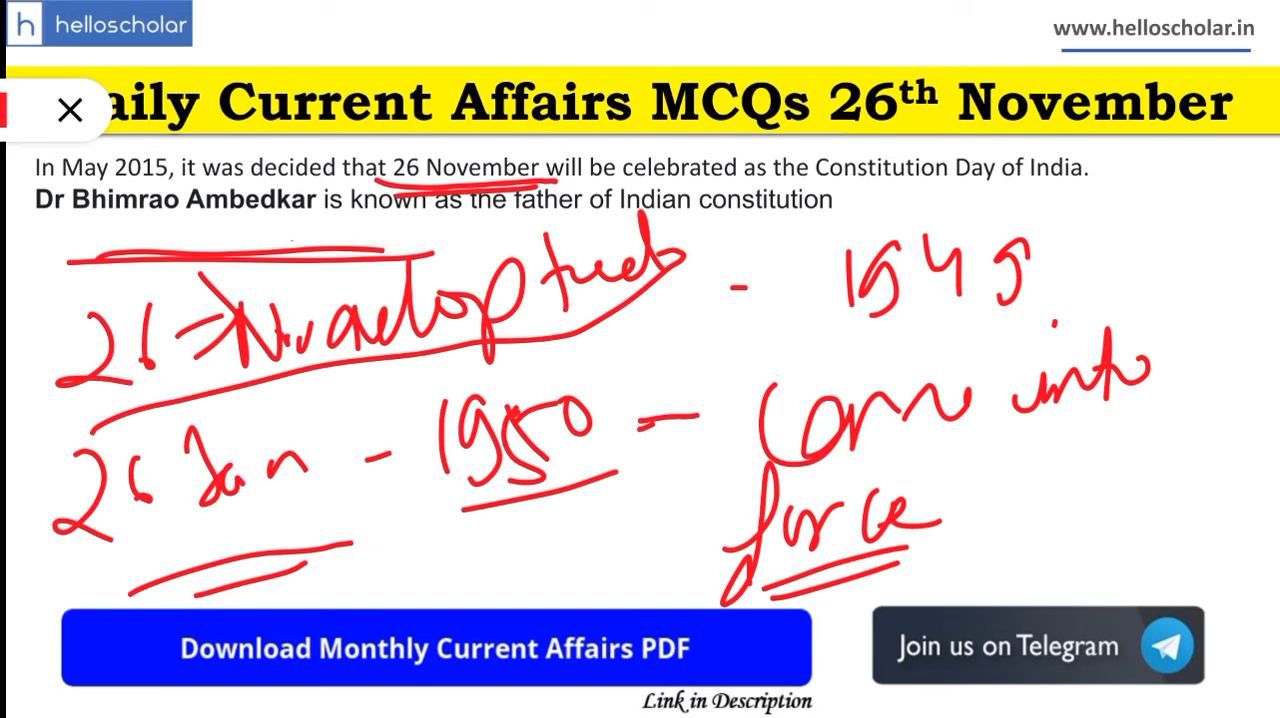 h helloscholar
www.helloscholar.in
aily Current Affairs MCQs 26th November
In May 2015, it was decided that 26 November will be celebrated as the Constitution Day of India.
Dr Bhimrao Ambedkar is known as the father of Indian constitution
26 Nov adopted - 1949
26 Jan - 1950 - Come into
force
Download Monthly Current Affairs PDF
Join us on Telegram
Link in Description